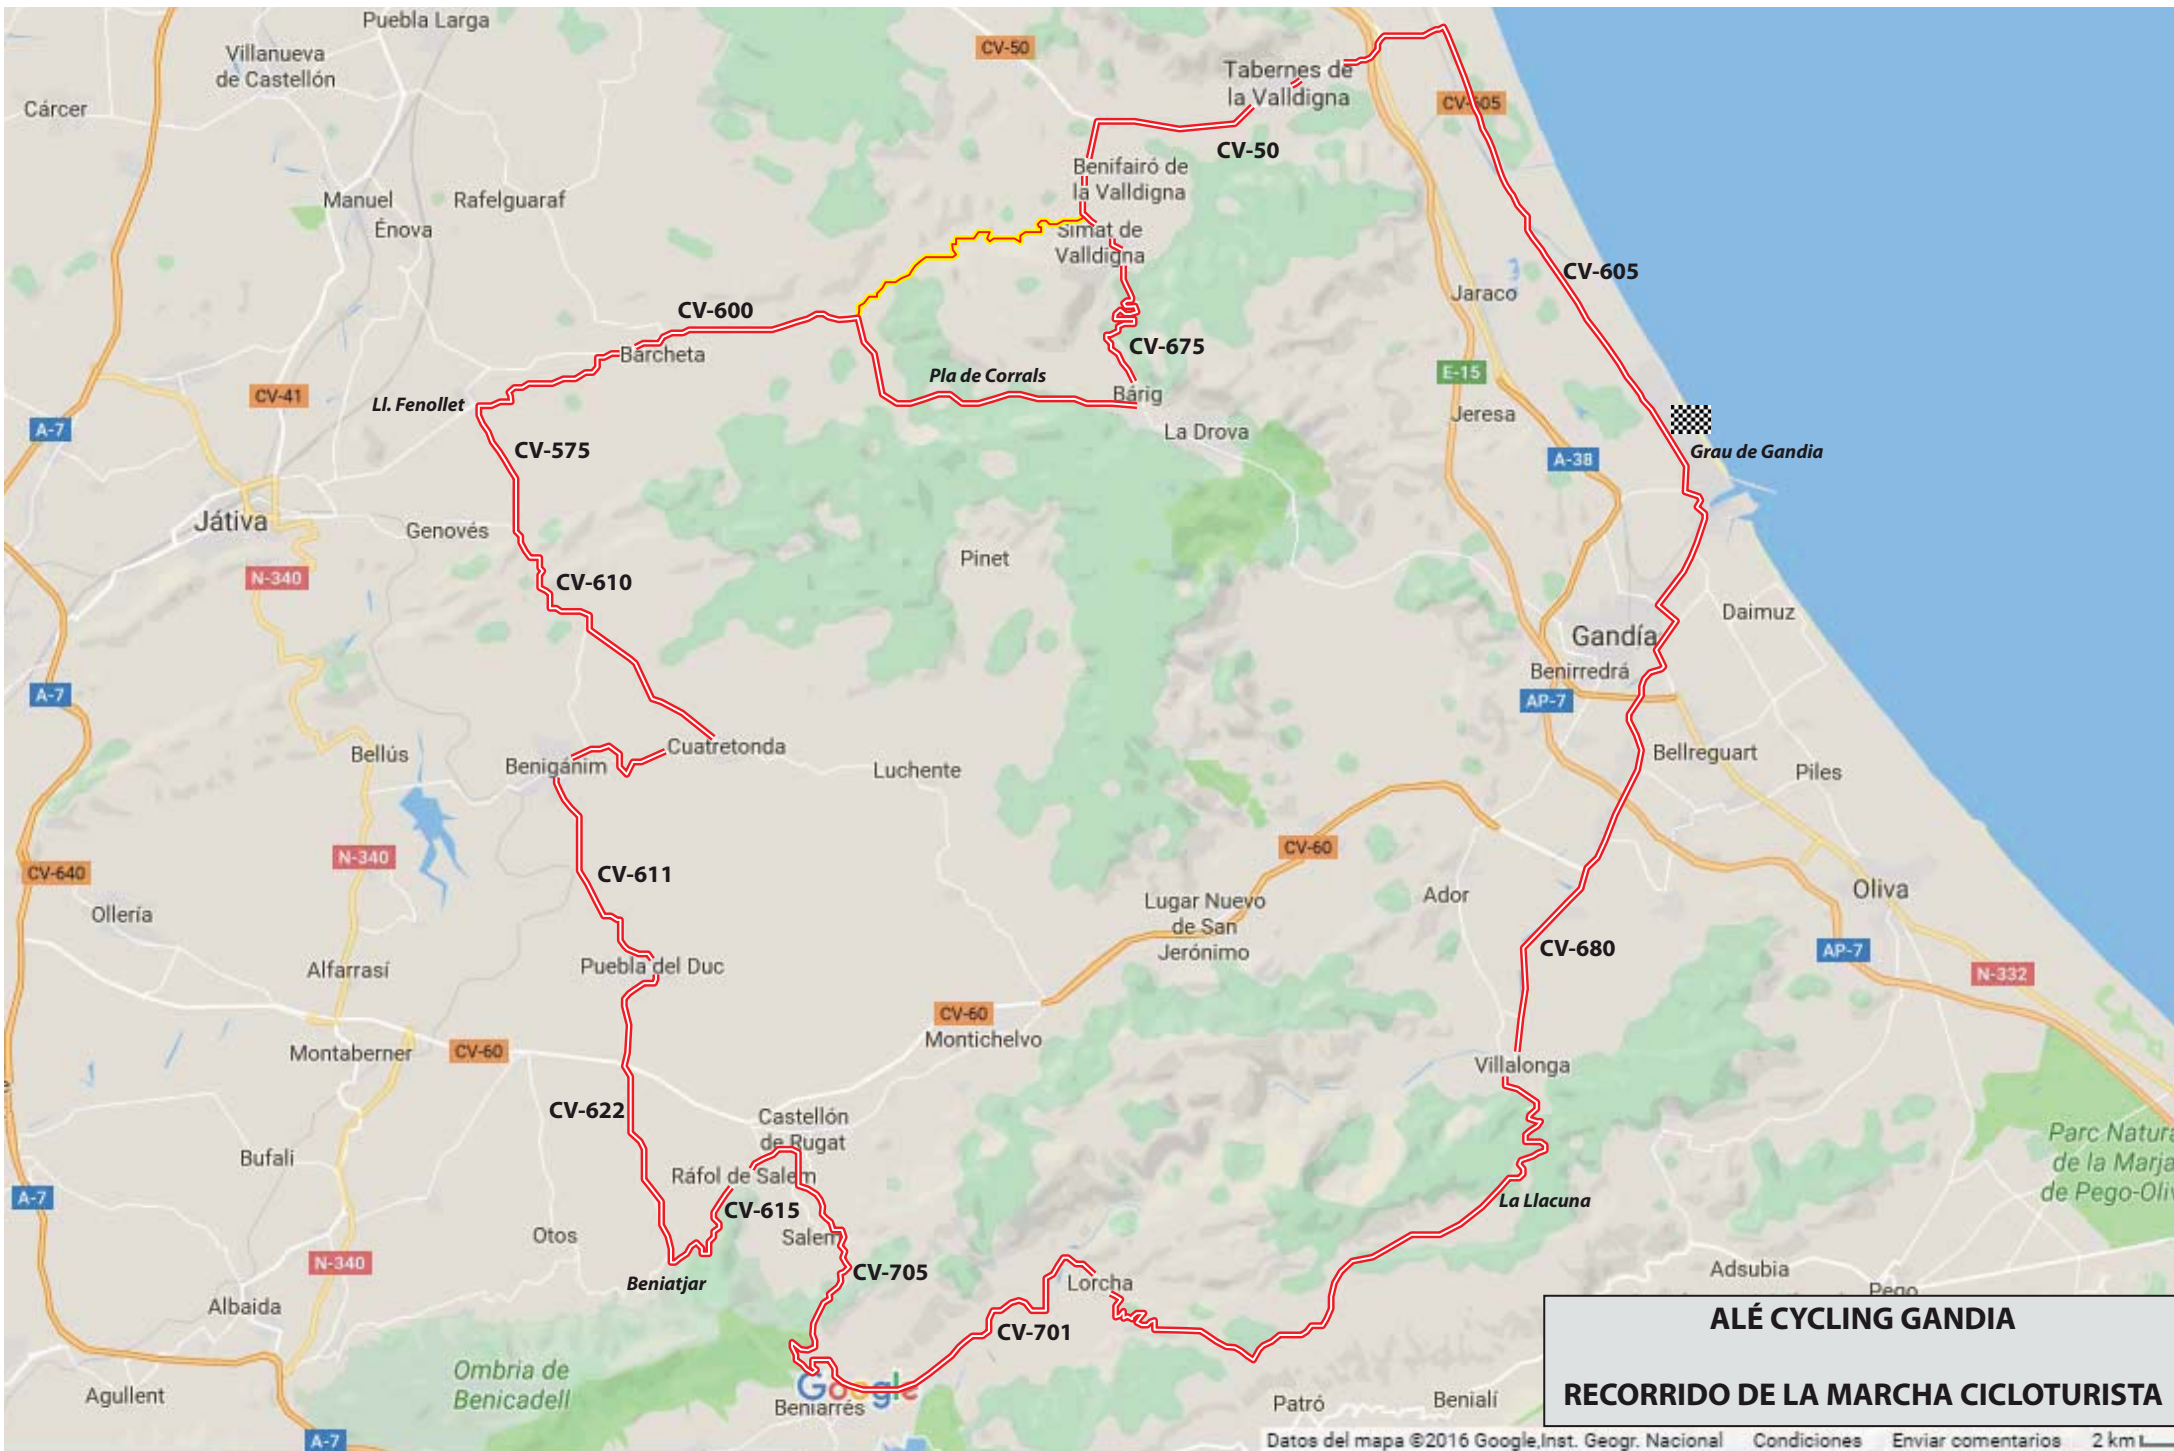 Puebla Larga
Villanueva
de Castellón
CV-50
Tabernes de
la Valldigna
Cárcer
CV-605
CV-50
Benifairó de
la Valldigna
Manuel
Rafelguaraf
Énova
Simat de
Valldigna
CV-605
Jaraco
CV-600
Barcheta
CV-675
Pla de Corrals
E-15
Bárig
CV-41
Ll. Fenollet
Jeresa
A-7
La Drova
CV-575
Grau de Gandia
A-38
Játiva
Genovés
Pinet
N-340
CV-610
Daimuz
Gandía
Benirredrá
A-7
AP-7
Cuatretonda
Bellús
Benigánim
Luchente
Bellreguart
Piles
N-340
CV-60
CV-640
CV-611
Ador
Oliva
Lugar Nuevo
de San
Jerónimo
Ollería
CV-680
AP-7
Alfarrasí
Puebla del Duc
N-332
CV-60
Montichelvo
Montaberner
CV-60
Villalonga
CV-622
Castellón
de Rugat
Parc Natura
de la Marja
de Pego-Oliv
Bufali
Ráfol de Salem
A-7
CV-615
La Llacuna
Otos
Salem
N-340
CV-705
Beniatjar
Lorcha
Adsubia
Pego
Albaida
CV-701
ALÉ CYCLING GANDIA
RECORRIDO DE LA MARCHA CICLOTURISTA
Ombria de
Benicadell
Agullent
Google
Beniarrés
Patró
Benialí
A-7
Datos del mapa ©2016 Google,Inst. Geogr. Nacional Condiciones Enviar comentarios 2 km